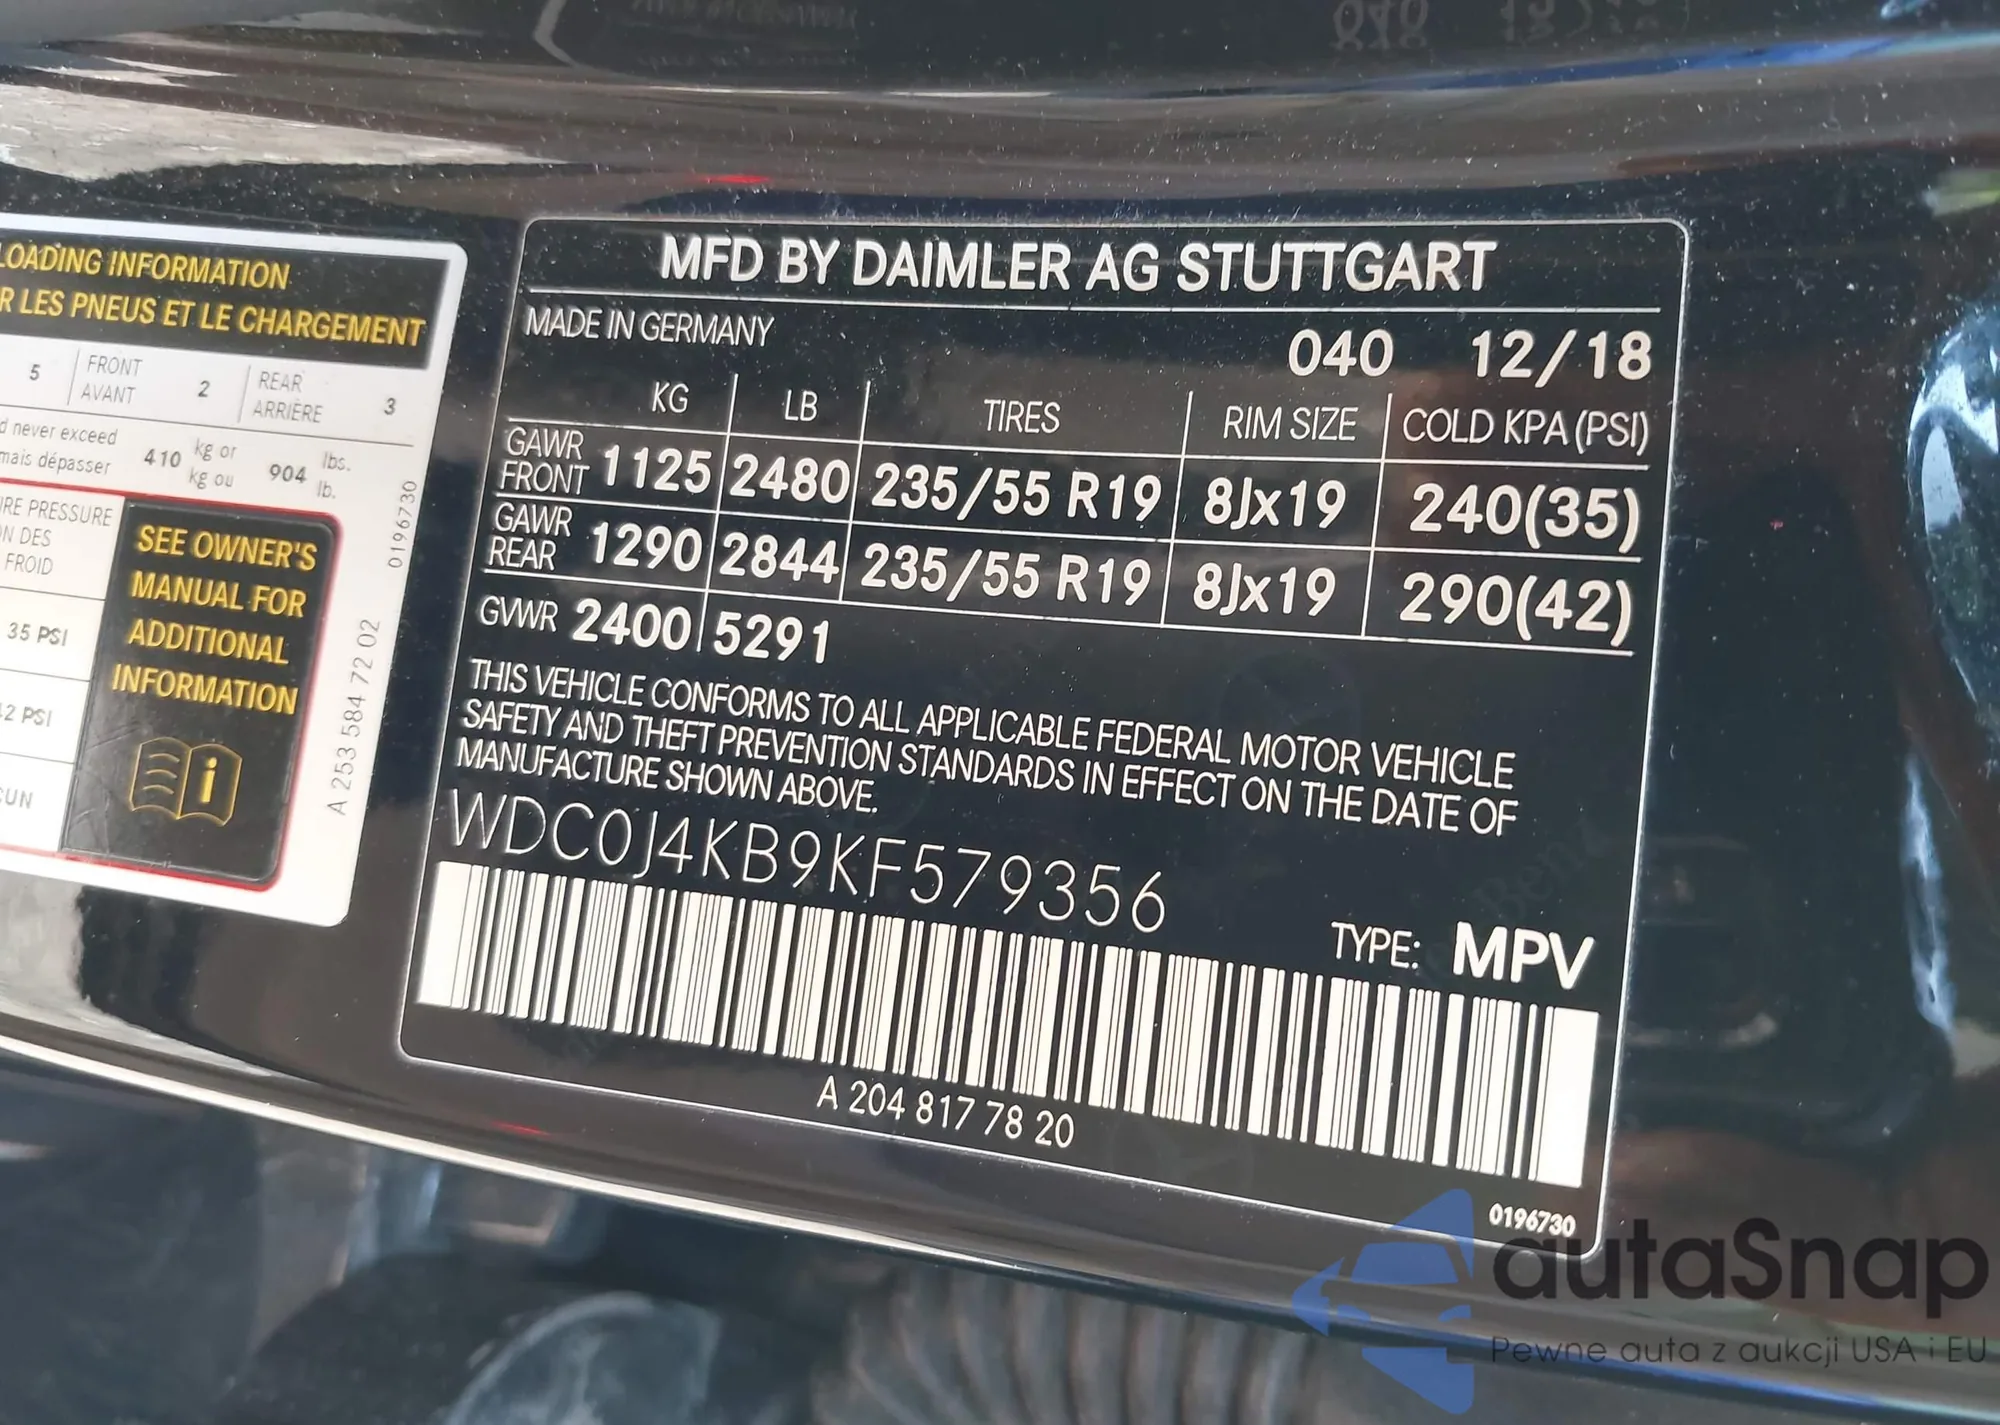 LOADING INFORMATION
R LES PNEUS ET LE CHARGEMENT
5 FRONT AVANT 2 REAR ARRIÈRE 3
d never exceed
mais dépasser
410 kg or kg ou 904 lbs. lb.
IRE PRESSURE
N DES
FROID
35 PSI
2 PSI
CUN
SEE OWNER'S
MANUAL FOR
ADDITIONAL
INFORMATION
i
0196730
A 253 584 72 02
MFD BY DAIMLER AG STUTTGART
MADE IN GERMANY
040 12/18
KG LB TIRES RIM SIZE COLD KPA (PSI)
GAWR FRONT 1125 2480 235/55 R19 8Jx19 240(35)
GAWR REAR 1290 2844 235/55 R19 8Jx19 290(42)
GVWR 2400 5291
THIS VEHICLE CONFORMS TO ALL APPLICABLE FEDERAL MOTOR VEHICLE
SAFETY AND THEFT PREVENTION STANDARDS IN EFFECT ON THE DATE OF
MANUFACTURE SHOWN ABOVE.
WDC0J4KB9KF579356
TYPE: MPV
A 204 817 78 20
0196730
autaSnap
Pewne auta z aukcji USA i EU